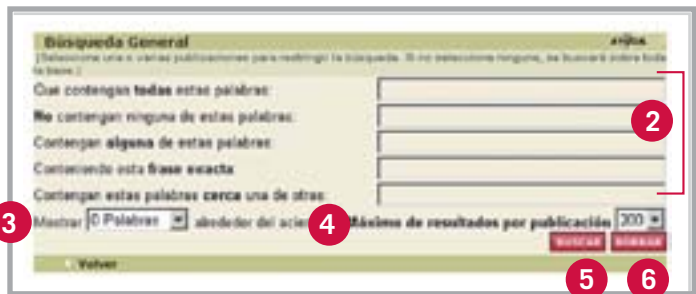 Búsqueda General ayuda
(Seleccione una o varias publicaciones para restringir la búsqueda. Si no selecciona ninguna, se buscará sobre toda
la base.)
Que contengan todas estas palabras:
No contengan ninguna de estas palabras:
2
Contengan alguna de estas palabras:
Conteniendo esta frase exacta
Contengan estas palabras cerca una de otras:
3 Mostrar 0 Palabras alrededor del 4 Máximo de resultados por publicación 200
BUSCAR BORRAR
Volver
5 6